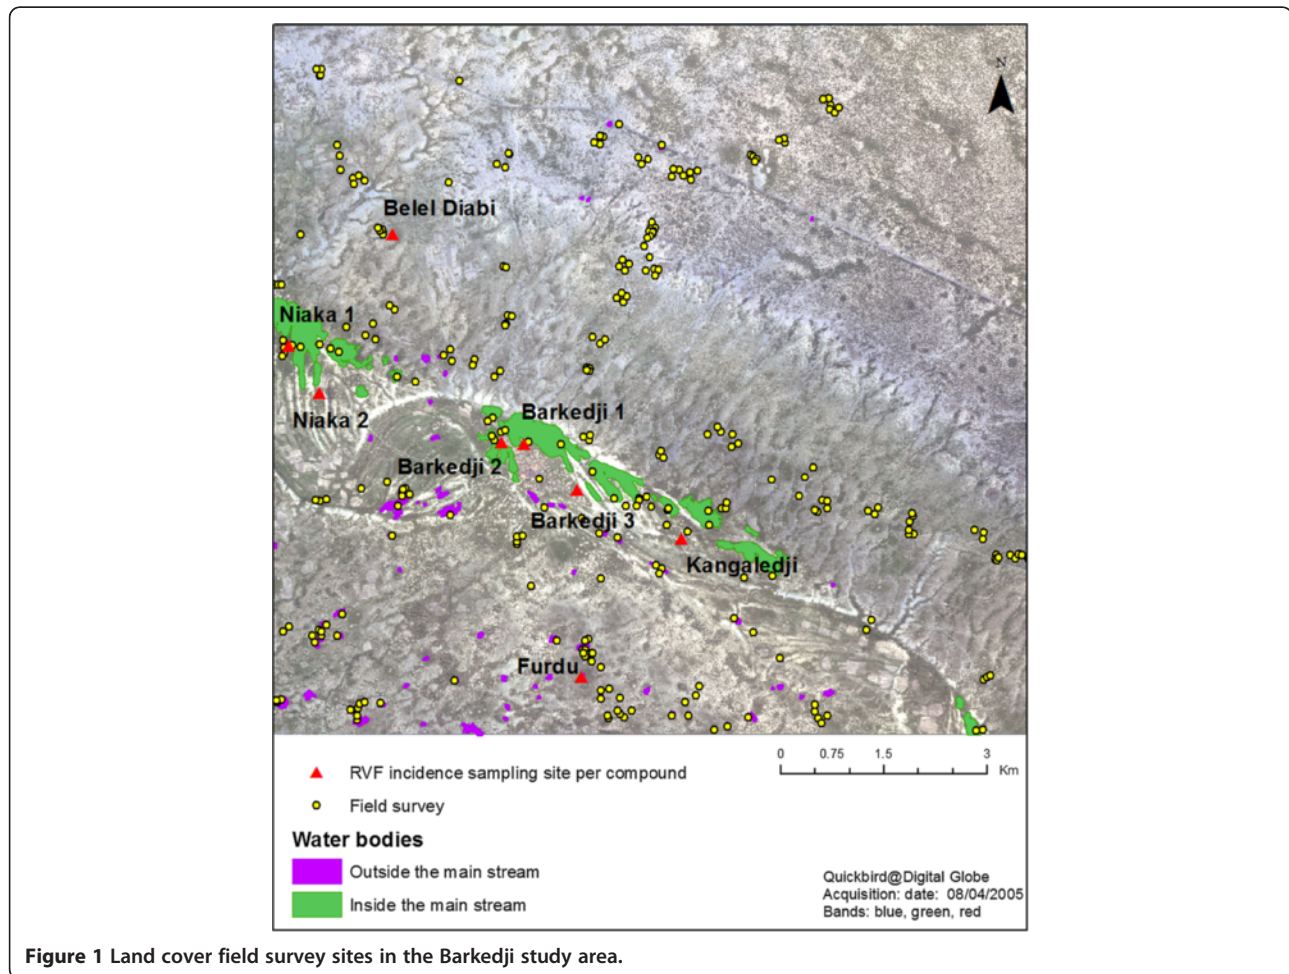 N
Belel Diabi
Niaka 1
Niaka 2
Barkedji 1
Barkedji 2
Barkedji 3
Kangaledji
Furdu
0 0.75 1.5 3
Km
RVF incidence sampling site per compound
Field survey
Water bodies
Outside the main stream
Inside the main stream
Quickbird@Digital Globe
Acquisition: date: 08/04/2005
Bands: blue, green, red
Figure 1 Land cover field survey sites in the Barkedji study area.